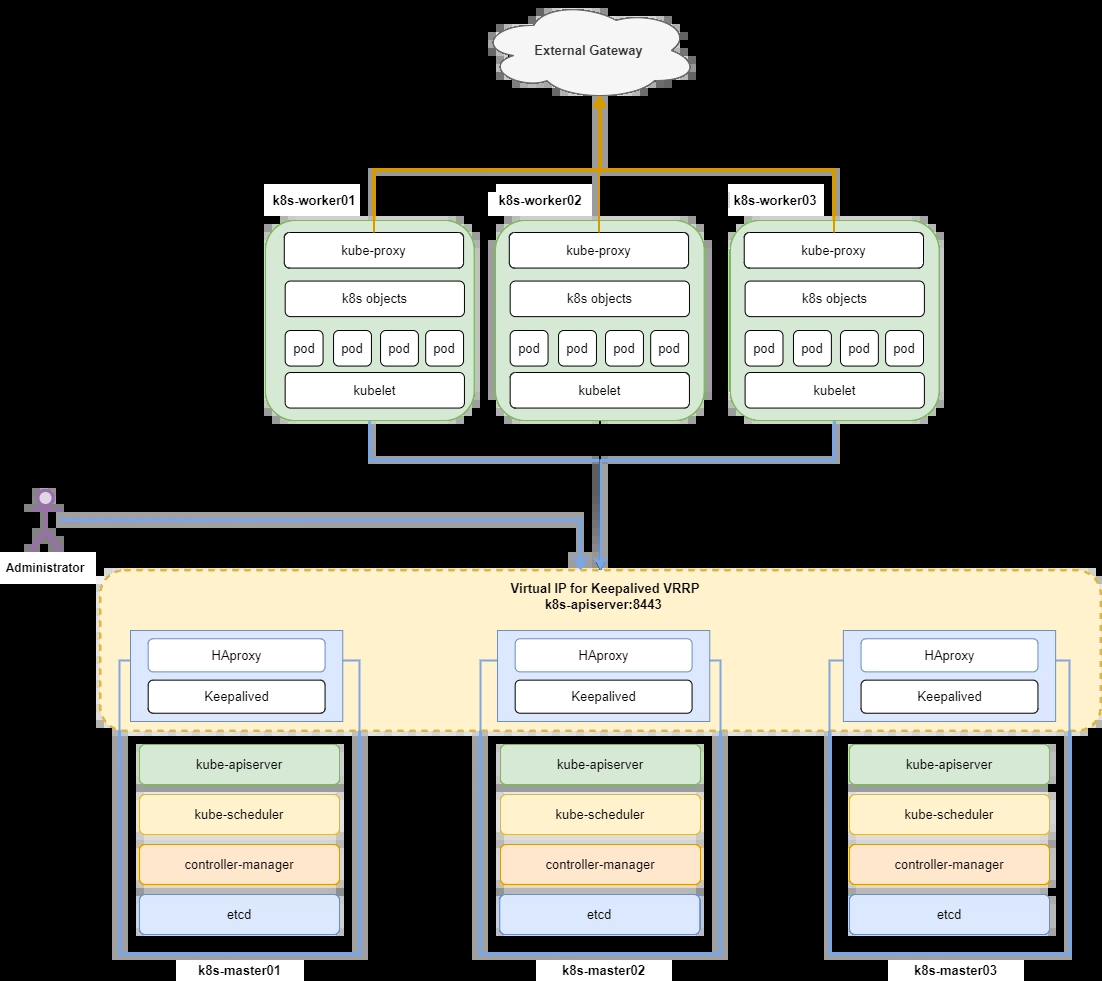 External Gateway
k8s-worker01
k8s-worker02
k8s-worker03
kube-proxy
kube-proxy
kube-proxy
k8s objects
k8s objects
k8s objects
pod
pod
pod
pod
pod
pod
pod
pod
pod
pod
pod
pod
kubelet
kubelet
kubelet
Administrator
Virtual IP for Keepalived VRRP
k8s-apiserver:8443
HAproxy
HAproxy
HAproxy
Keepalived
Keepalived
Keepalived
kube-apiserver
kube-apiserver
kube-apiserver
kube-scheduler
kube-scheduler
kube-scheduler
controller-manager
controller-manager
controller-manager
etcd
etcd
etcd
k8s-master01
k8s-master02
k8s-master03